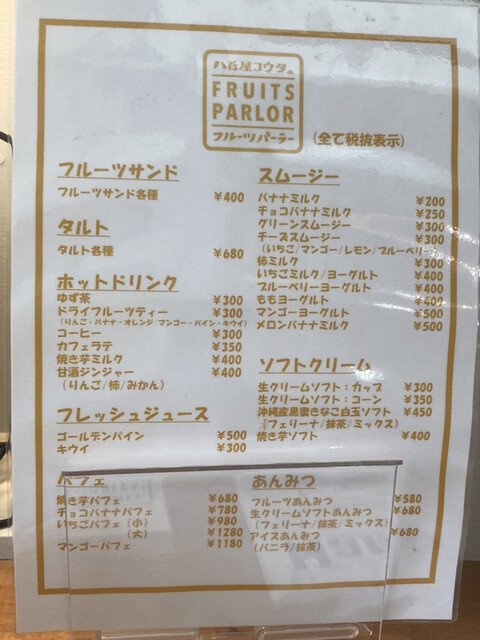 八百屋コウタ。
FRUITS
PARLOR
フルーツパーラー
(全て税抜表示)
フルーツサンド
フルーツサンド各種 ¥400
タルト
タルト各種 ¥680
ホットドリンク
ゆず茶 ¥300
ドライフルーツティー ¥300
(りんご・バナナ・オレンジ/マンゴー・パイン・キウイ)
コーヒー ¥300
カフェラテ ¥350
焼き芋ミルク ¥400
甘酒ジンジャー ¥400
(りんご/柿/みかん)
フレッシュジュース
ゴールデンパイン ¥500
キウイ ¥300
パフェ
焼き芋パフェ ¥680
チョコバナナパフェ ¥780
いちごパフェ (小) ¥980
(大) ¥1280
マンゴーパフェ ¥1180
スムージー
バナナミルク ¥200
チョコバナナミルク ¥250
グリーンスムージー ¥300
チーズスムージー ¥300
(いちご/マンゴー/レモン/ブルーベリー)
柿ミルク ¥300
いちごミルク/ヨーグルト ¥400
ブルーベリーヨーグルト ¥400
ももヨーグルト ¥400
マンゴーヨーグルト ¥500
メロンバナナミルク ¥500
ソフトクリーム
生クリームソフト:カップ ¥300
生クリームソフト:コーン ¥350
沖縄産黒蜜きなこ白玉ソフト ¥450
(フェリーナ/抹茶/ミックス)
焼き芋ソフト ¥400
あんみつ
フルーツあんみつ ¥580
生クリームソフトあんみつ ¥680
(フェリーナ/抹茶/ミックス)
アイスあんみつ ¥680
(バニラ/抹茶)